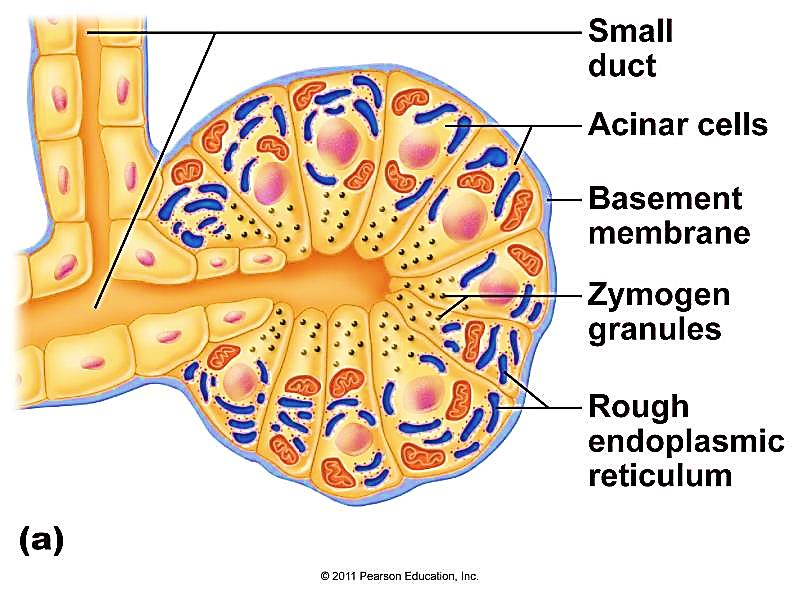 Small
duct
Acinar cells
Basement
membrane
Zymogen
granules
Rough
endoplasmic
reticulum
(a)
© 2011 Pearson Education, Inc.